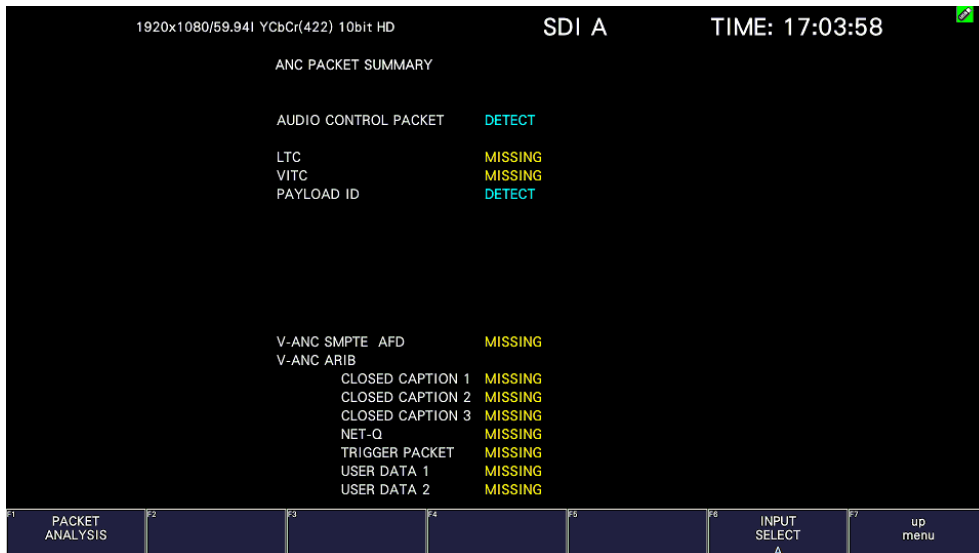 1920x1080/59.94I YCbCr(422) 10bit HD SDI A TIME: 17:03:58
ANC PACKET SUMMARY
AUDIO CONTROL PACKET DETECT
LTC MISSING
VITC MISSING
PAYLOAD ID DETECT
V-ANC SMPTE AFD MISSING
V-ANC ARIB
CLOSED CAPTION 1 MISSING
CLOSED CAPTION 2 MISSING
CLOSED CAPTION 3 MISSING
NET-Q MISSING
TRIGGER PACKET MISSING
USER DATA 1 MISSING
USER DATA 2 MISSING
F1 PACKET ANALYSIS
F2
F3
F4
F5
F6 INPUT SELECT A
F7 up menu